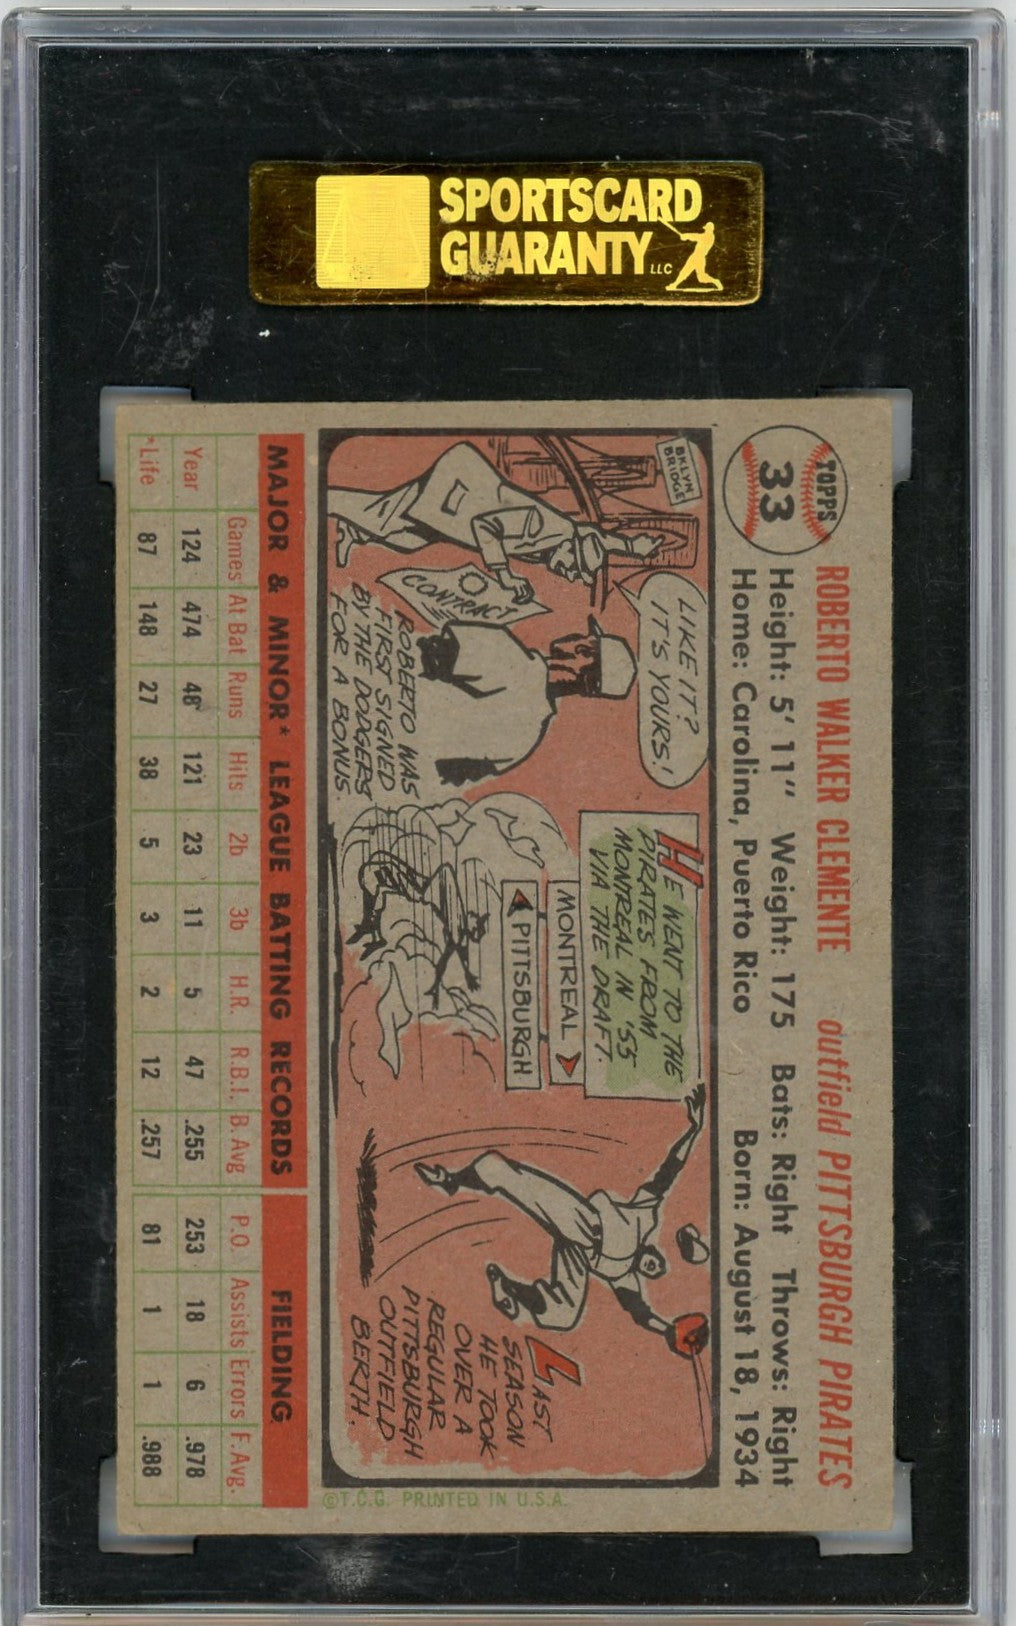 SPORTSCARD
GUARANTY LLC
TOPPS
33
ROBERTO WALKER CLEMENTE outfield PITTSBURGH PIRATES
Height: 5' 11" Weight: 175 Bats: Right Throws: Right
Home: Carolina, Puerto Rico Born: August 18, 1934
BKLYN
BRIDGE
LIKE IT?
IT'S YOURS!
CONTRACT
ROBERTO WAS
FIRST SIGNED
BY THE DODGERS
FOR A BONUS.
HE WENT TO THE
PIRATES FROM
MONTREAL IN '55
VIA THE DRAFT.
MONTREAL
PITTSBURGH
LAST
SEASON
HE TOOK
OVER A
REGULAR
PITTSBURGH
OUTFIELD
BERTH.
MAJOR & MINOR* LEAGUE BATTING RECORDS FIELDING
Games At Bat Runs Hits 2b 3b H.R. R.B.I. B. Avg P.O. Assists Errors F. Avg.
Year 124 474 48 121 23 11 5 47 .255 253 18 6 .978
*Life 87 148 27 38 5 3 2 12 .257 81 1 1 .988
©T.C.G. PRINTED IN U.S.A.